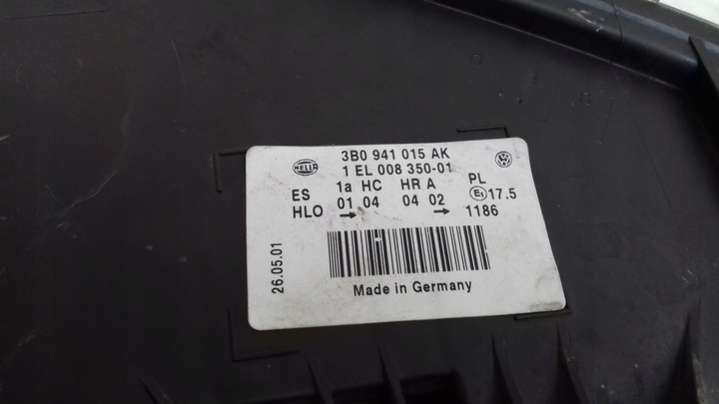 HELLA
3B0 941 015 AK
1 EL 008 350-01
ES 1a HC HR A PL
HLO 01 04 04 02 E1 17.5
→ → 1186
26.05.01
Made in Germany